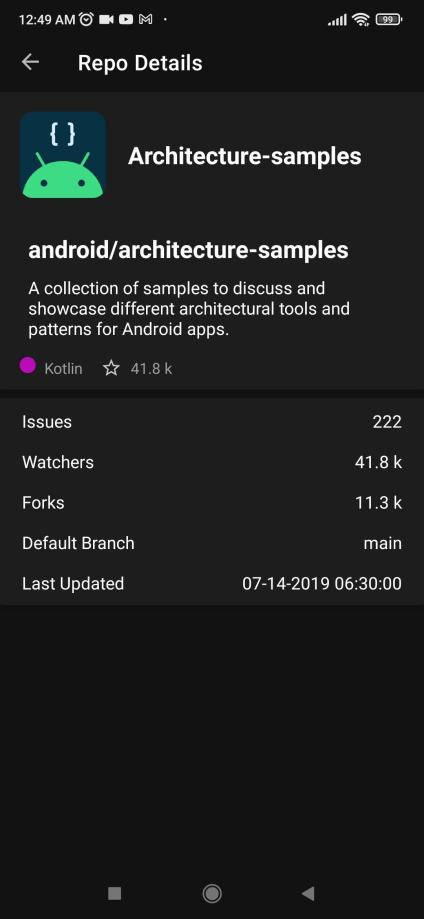 12:49 AM 99
Repo Details
{ }
Architecture-samples
android/architecture-samples
A collection of samples to discuss and
showcase different architectural tools and
patterns for Android apps.
Kotlin 41.8 k
Issues 222
Watchers 41.8 k
Forks 11.3 k
Default Branch main
Last Updated 07-14-2019 06:30:00